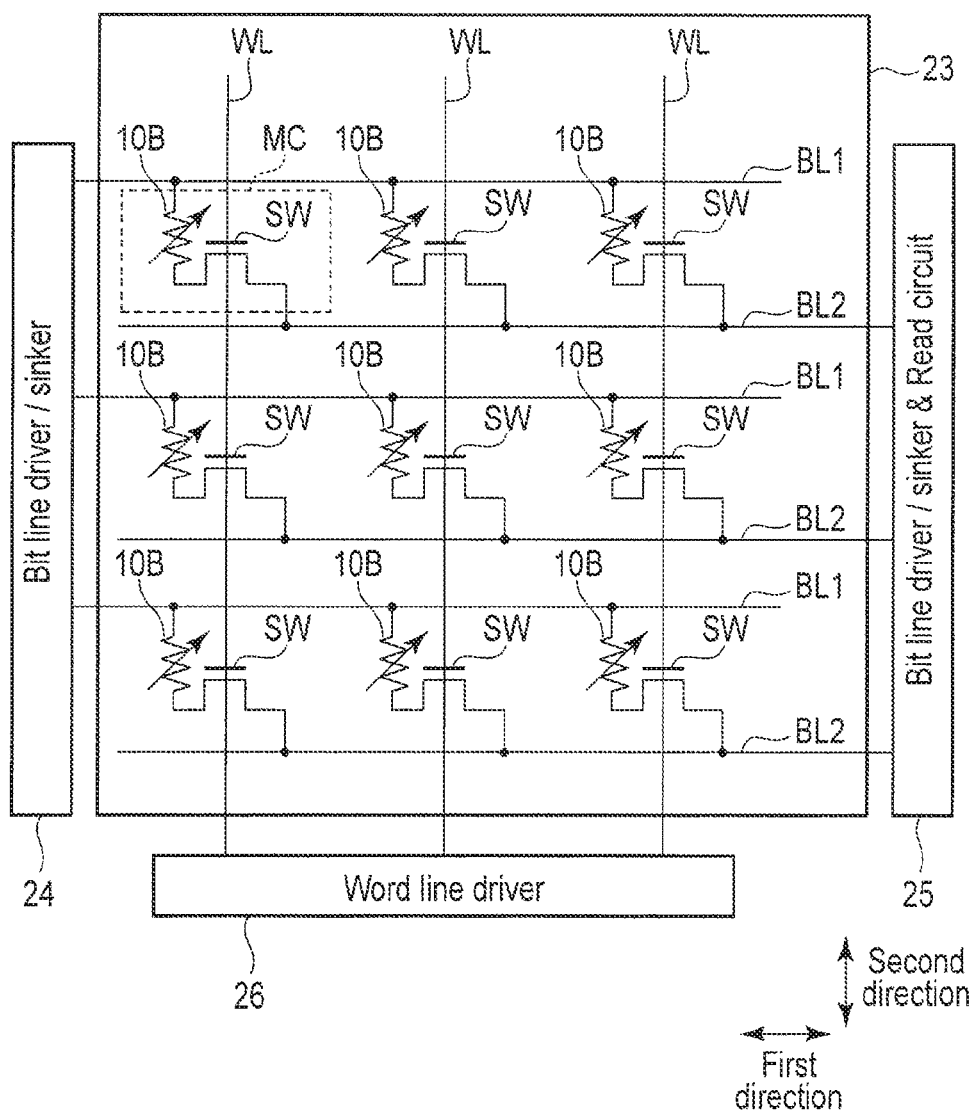 WL WL WL
23
10B MC 10B 10B BL1
SW SW SW
BL2
10B 10B 10B BL1
SW SW SW
BL2
10B 10B 10B BL1
SW SW SW
BL2
Bit line driver / sinker
Bit line driver / sinker & Read circuit
24
Word line driver
25
26
Second
direction
First
direction